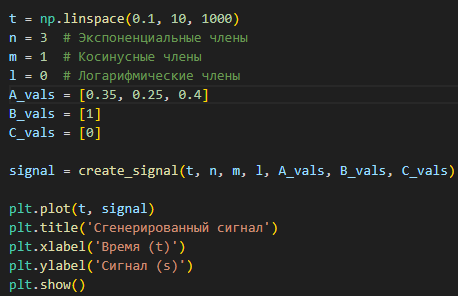 t = np.linspace(0.1, 10, 1000)
n = 3  # Экспоненциальные члены
m = 1  # Косинусные члены
l = 0  # Логарифмические члены
A_vals = [0.35, 0.25, 0.4]
B_vals = [1]
C_vals = [0]
signal = create_signal(t, n, m, l, A_vals, B_vals, C_vals)
plt.plot(t, signal)
plt.title('Сгенерированный сигнал')
plt.xlabel('Время (t)')
plt.ylabel('Сигнал (s)')
plt.show()